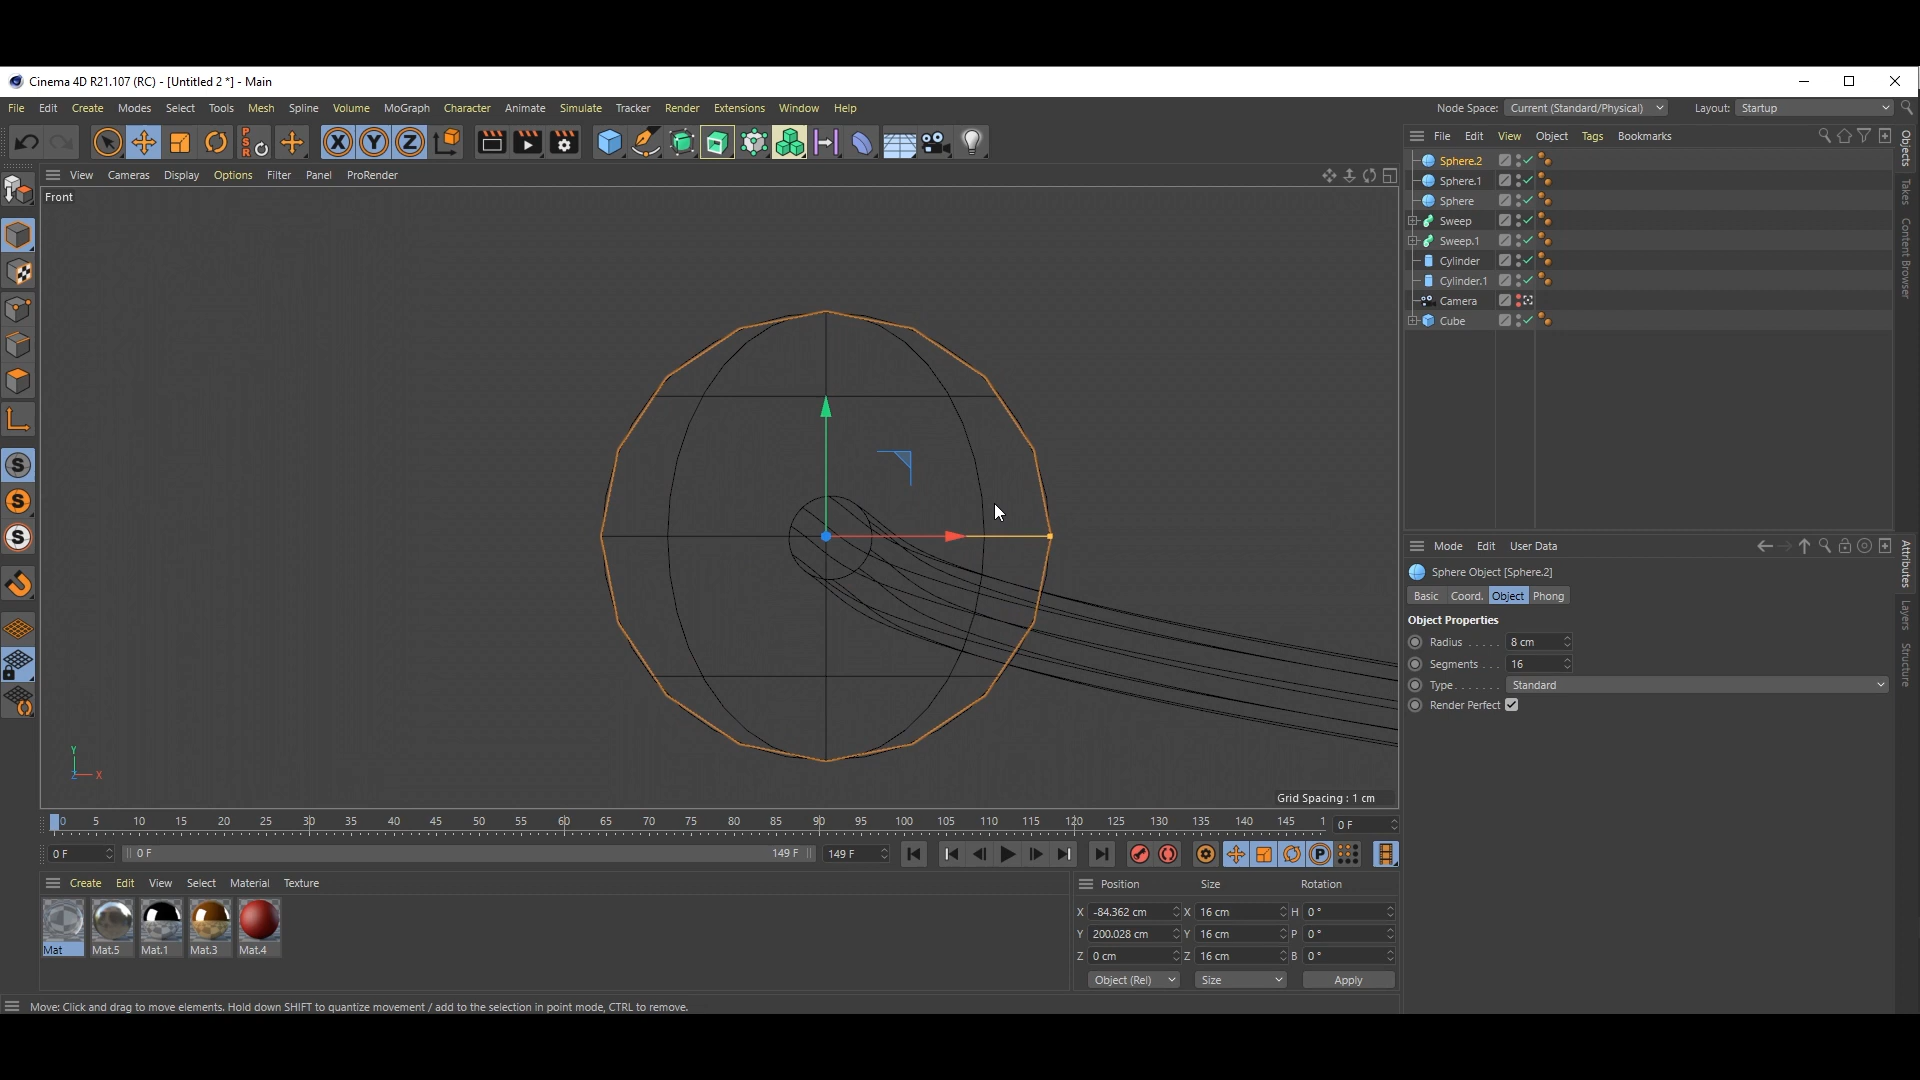 Cinema 4D R21.107 (RC) - [Untitled 2 *] - Main
File Edit Create Modes Select Tools Mesh Spline Volume MoGraph Character Animate Simulate Tracker Render Extensions Window Help Node Space: Current (Standard/Physical) Layout: Startup
X Y Z
PSR
File Edit View Object Tags Bookmarks
View Cameras Display Options Filter Panel ProRender
Front
Sphere.2
Sphere.1
Sphere
Sweep
Sweep.1
Cylinder
Cylinder.1
Camera
Cube
Objects
Takes
Content Browser
S
S
S
Mode Edit User Data
Sphere Object [Sphere.2]
Basic Coord. Object Phong
Object Properties
Radius . . . . . 8 cm
Segments . . . 16
Type . . . . . . Standard
Render Perfect
Attributes
Layers
Structure
Y
Z X
Grid Spacing : 1 cm
0 5 10 15 20 25 30 35 40 45 50 55 60 65 70 75 80 85 90 95 100 105 110 115 120 125 130 135 140 145 1 0 F
0 F 0 F 149 F 149 F P
Create Edit View Select Material Texture
Mat Mat.5 Mat.1 Mat.3 Mat.4
Position Size Rotation
X -84.362 cm X 16 cm H 0 °
Y 200.028 cm Y 16 cm P 0 °
Z 0 cm Z 16 cm B 0 °
Object (Rel) Size Apply
Move: Click and drag to move elements. Hold down SHIFT to quantize movement / add to the selection in point mode, CTRL to remove.